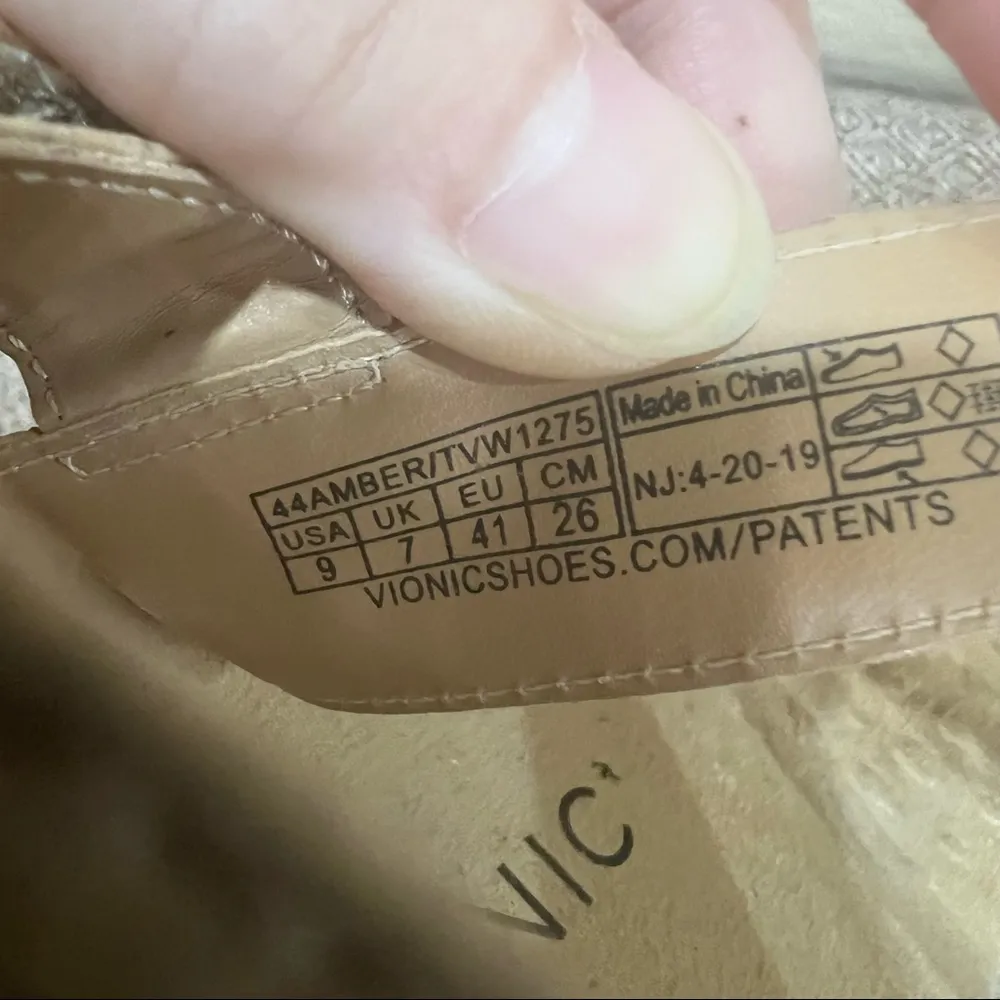 44AMBER/TVW1275
USA UK EU CM
9 7 41 26
Made in China
NJ:4-20-19
VIONICSHOES.COM/PATENTS
VIC